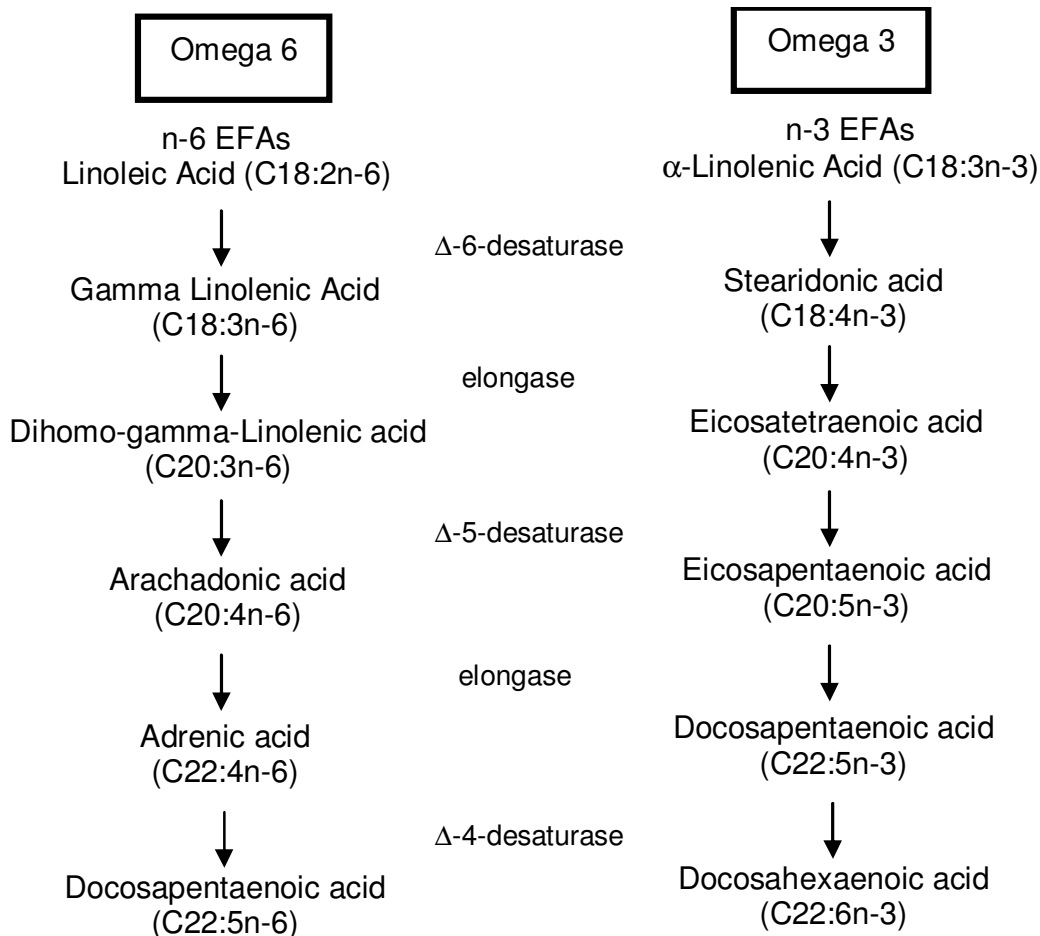 Omega 6
Omega 3
n-6 EFAs
Linoleic Acid (C18:2n-6)
n-3 EFAs
α-Linolenic Acid (C18:3n-3)
Δ-6-desaturase
Gamma Linolenic Acid
(C18:3n-6)
Stearidonic acid
(C18:4n-3)
elongase
Dihomo-gamma-Linolenic acid
(C20:3n-6)
Eicosatetraenoic acid
(C20:4n-3)
Δ-5-desaturase
Arachadonic acid
(C20:4n-6)
Eicosapentaenoic acid
(C20:5n-3)
elongase
Adrenic acid
(C22:4n-6)
Docosapentaenoic acid
(C22:5n-3)
Δ-4-desaturase
Docosapentaenoic acid
(C22:5n-6)
Docosahexaenoic acid
(C22:6n-3)